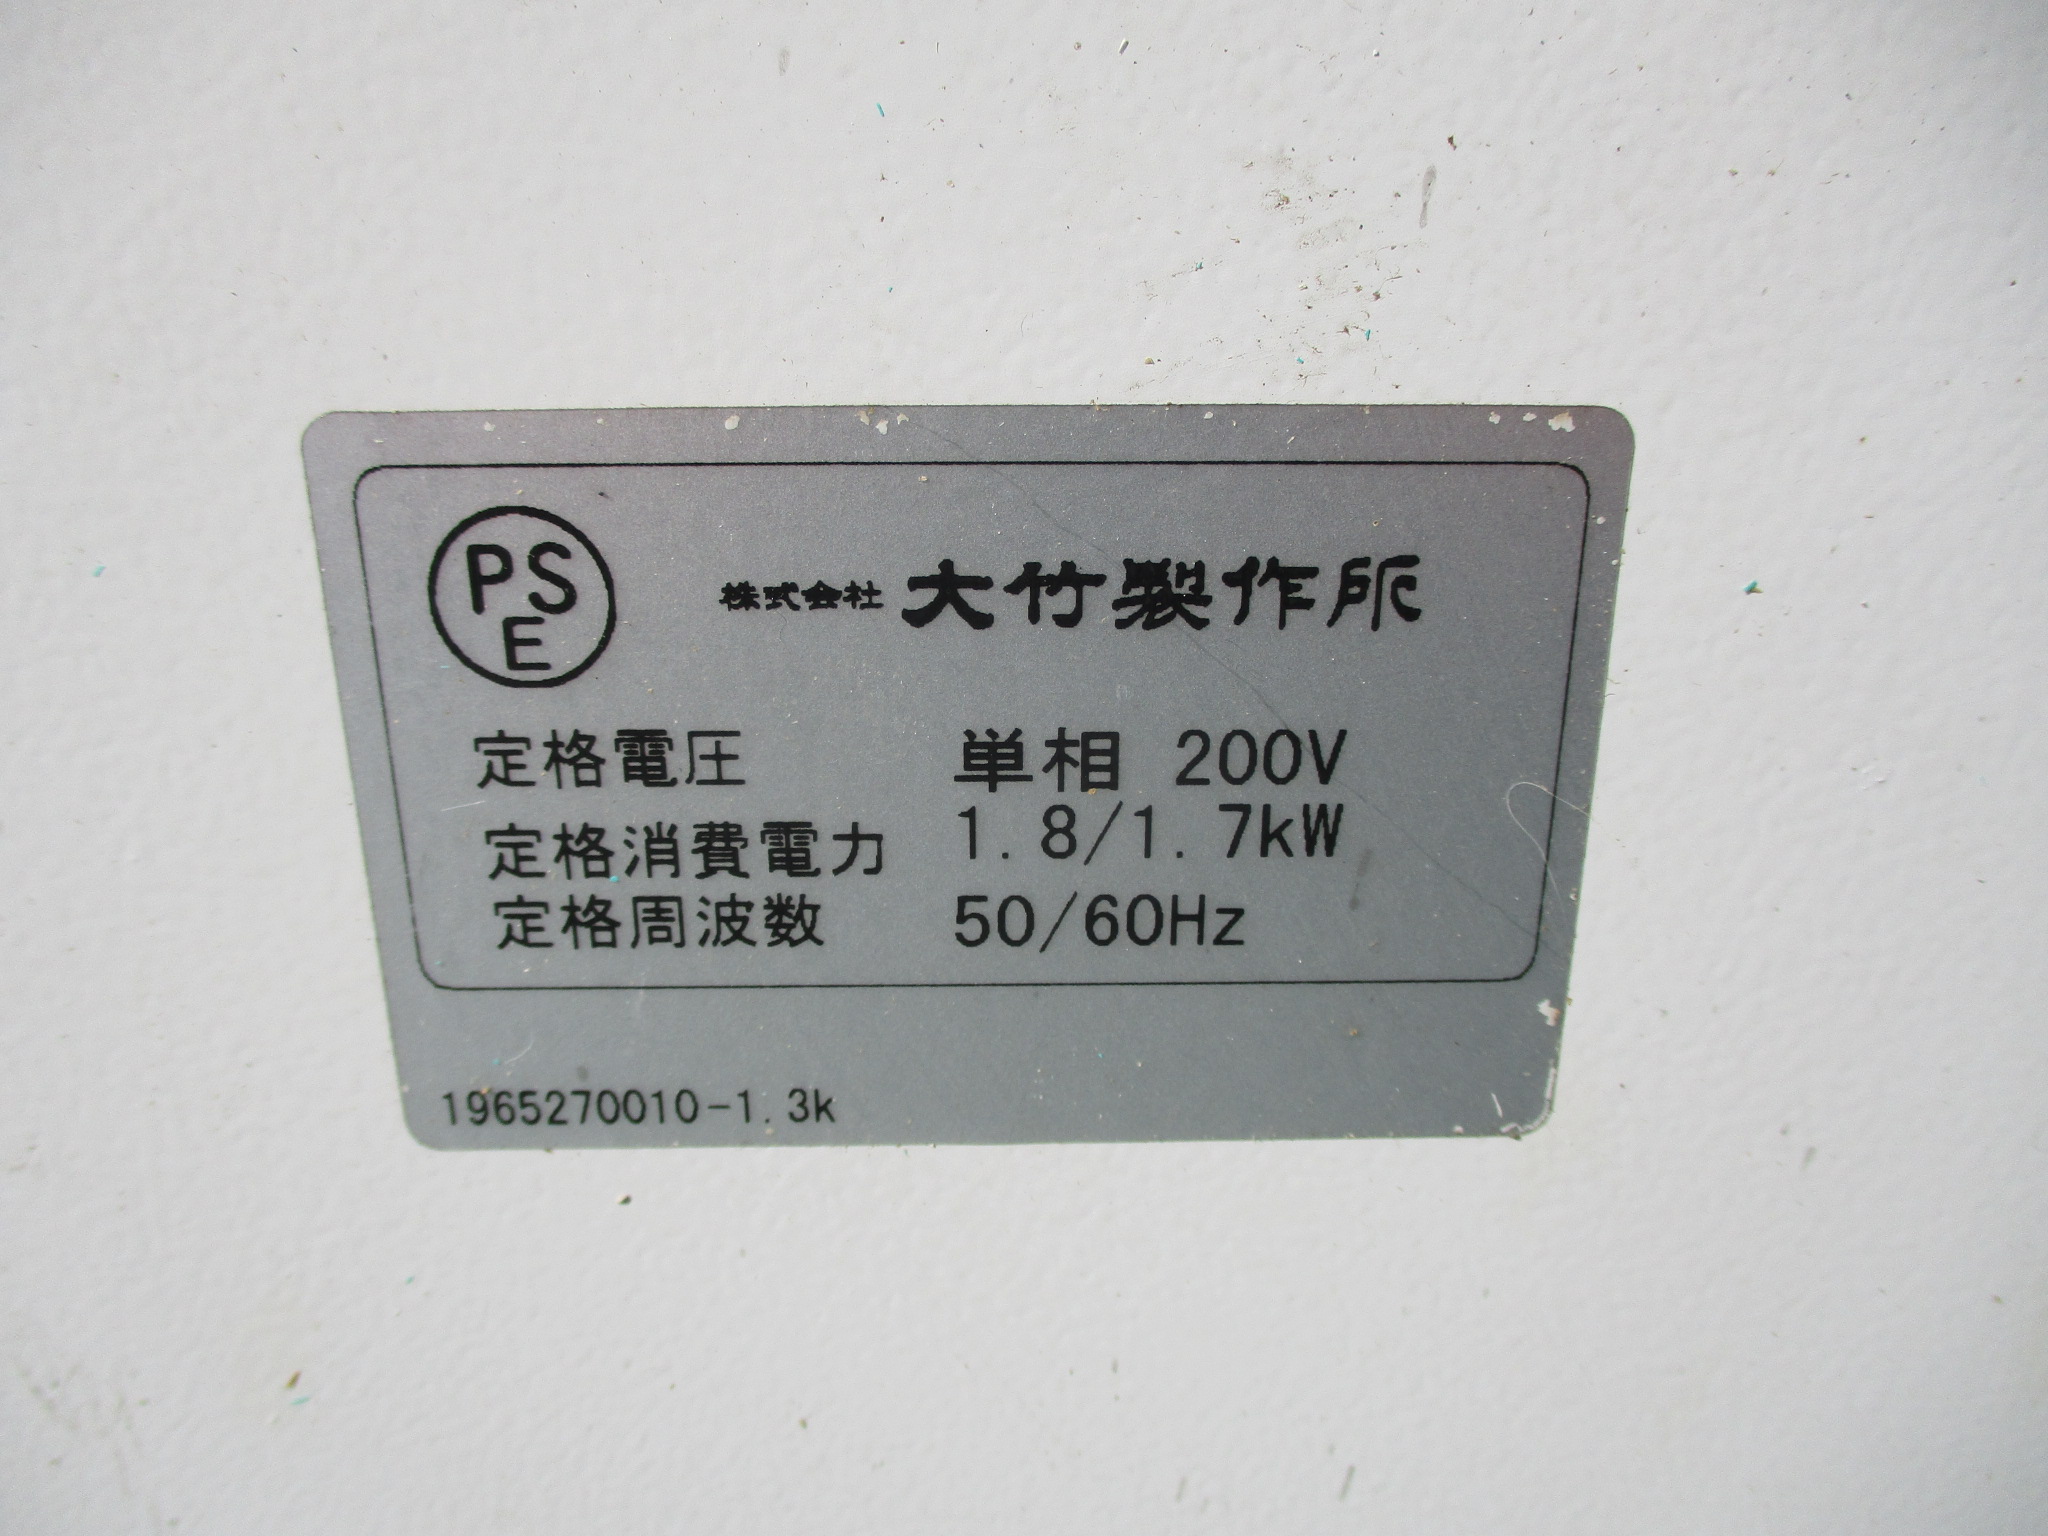 PS
E
株式会社 大竹製作所
定格電圧 単相 200V
定格消費電力 1.8/1.7kW
定格周波数 50/60Hz
1965270010-1.3k